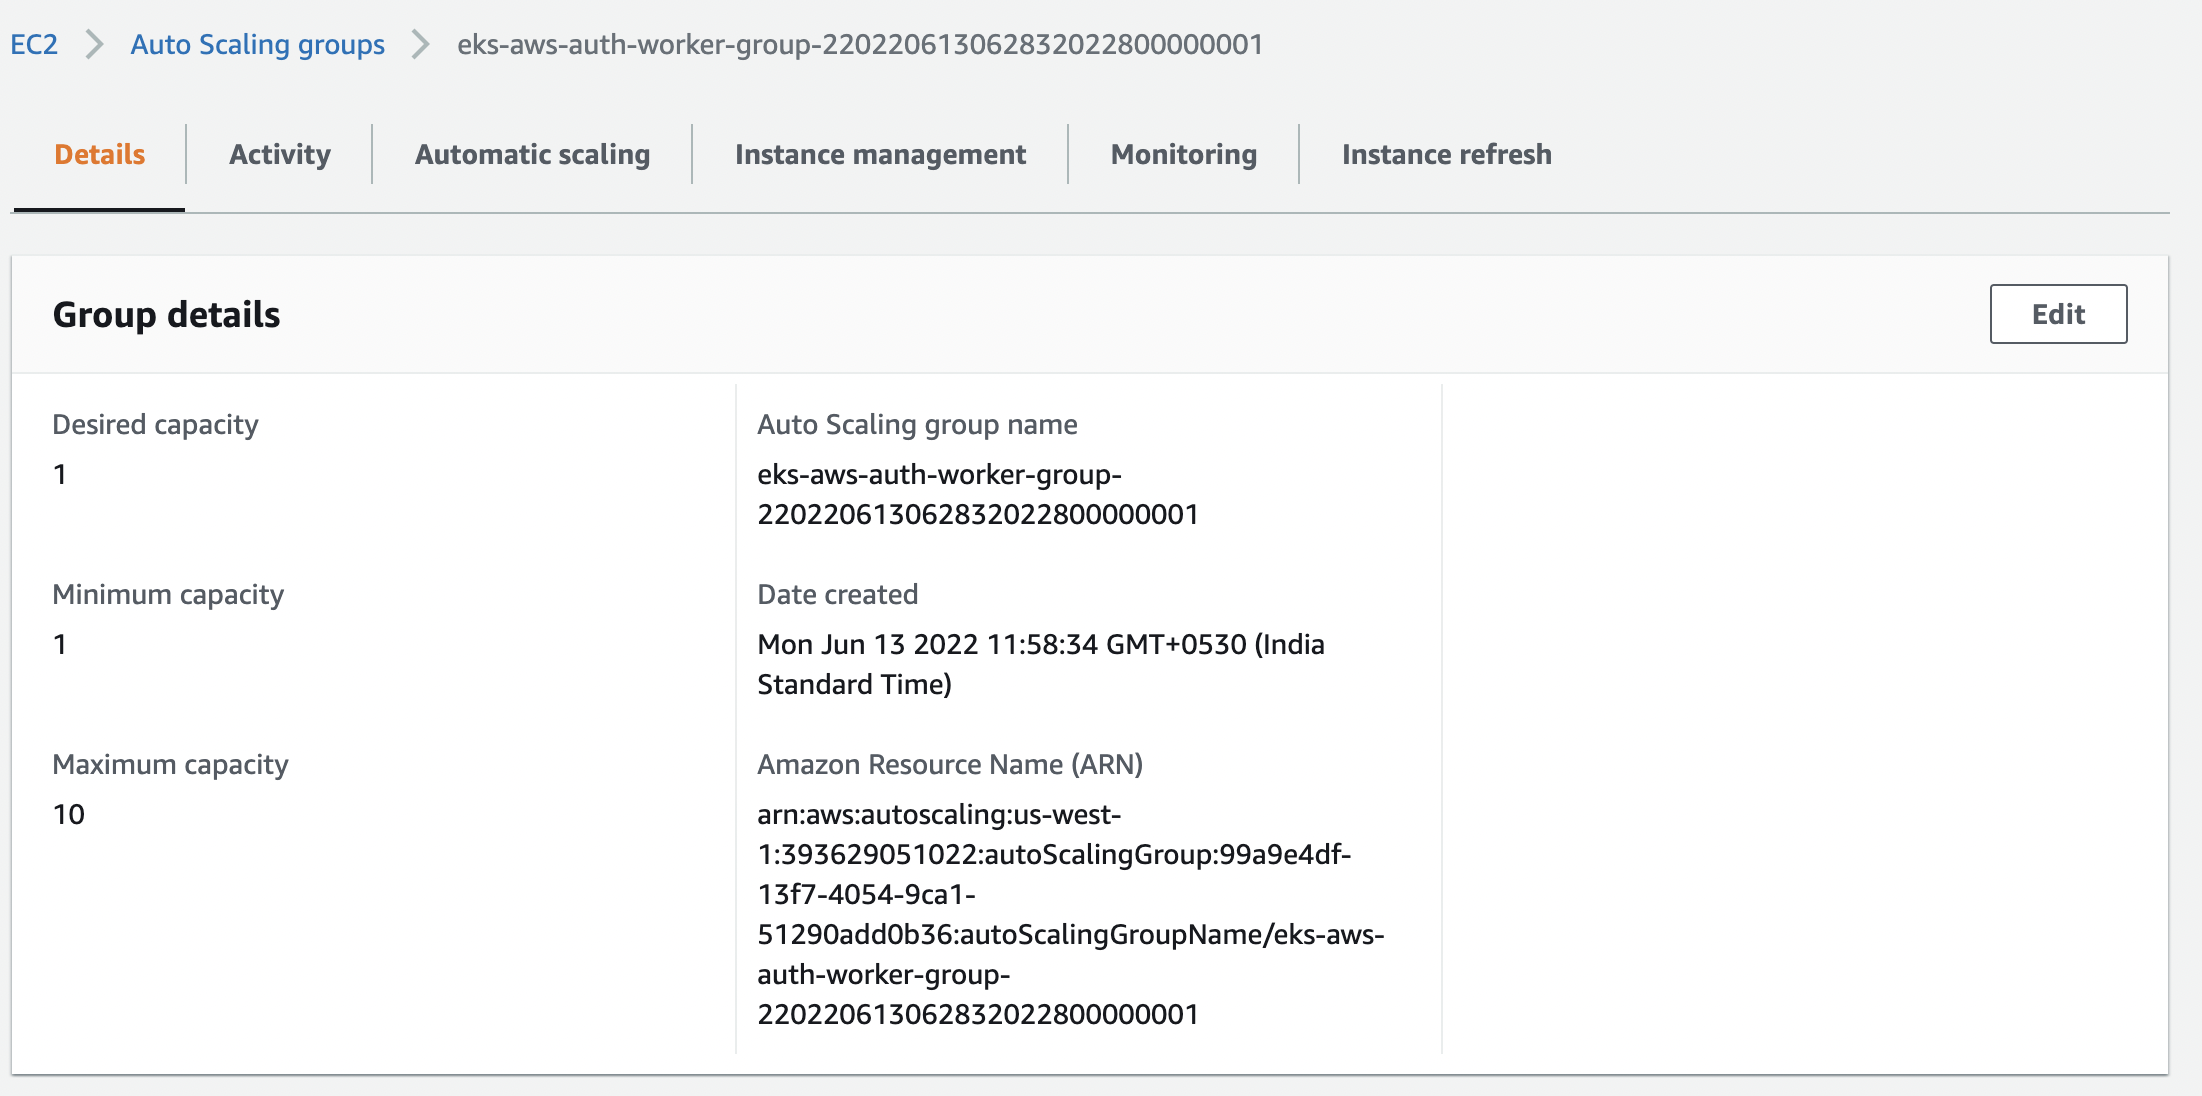 EC2 > Auto Scaling groups > eks-aws-auth-worker-group-220220613062832022800000001
Details
Activity
Automatic scaling
Instance management
Monitoring
Instance refresh
Group details
Edit
Desired capacity
1
Minimum capacity
1
Maximum capacity
10
Auto Scaling group name
eks-aws-auth-worker-group-
220220613062832022800000001
Date created
Mon Jun 13 2022 11:58:34 GMT+0530 (India
Standard Time)
Amazon Resource Name (ARN)
arn:aws:autoscaling:us-west-
1:393629051022:autoScalingGroup:99a9e4df-
13f7-4054-9ca1-
51290add0b36:autoScalingGroupName/eks-aws-
auth-worker-group-
220220613062832022800000001